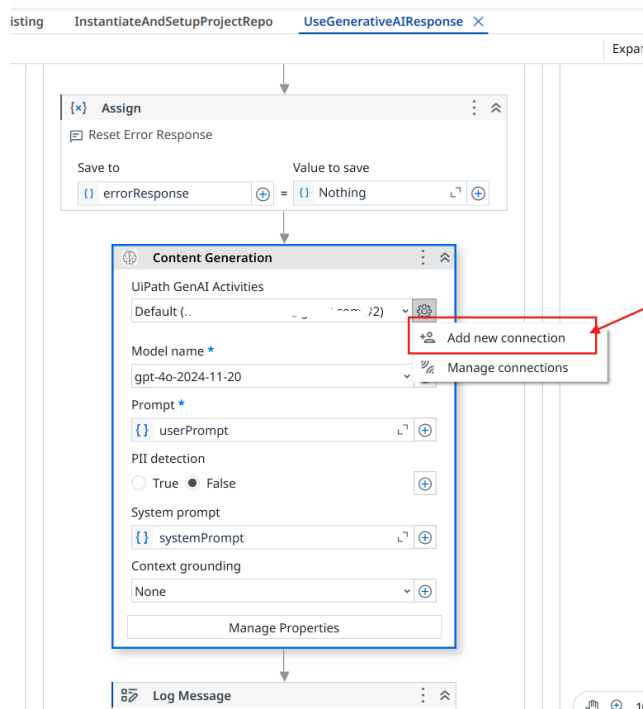 isting InstantiateAndSetupProjectRepo UseGenerativeAIResponse
Expa
Assign
Reset Error Response
Save to Value to save
errorResponse = Nothing
Content Generation
UiPath GenAI Activities
Default (.. #2)
Add new connection
Model name *
Manage connections
gpt-4o-2024-11-20
Prompt *
userPrompt
PII detection
True False
System prompt
systemPrompt
Context grounding
None
Manage Properties
Log Message